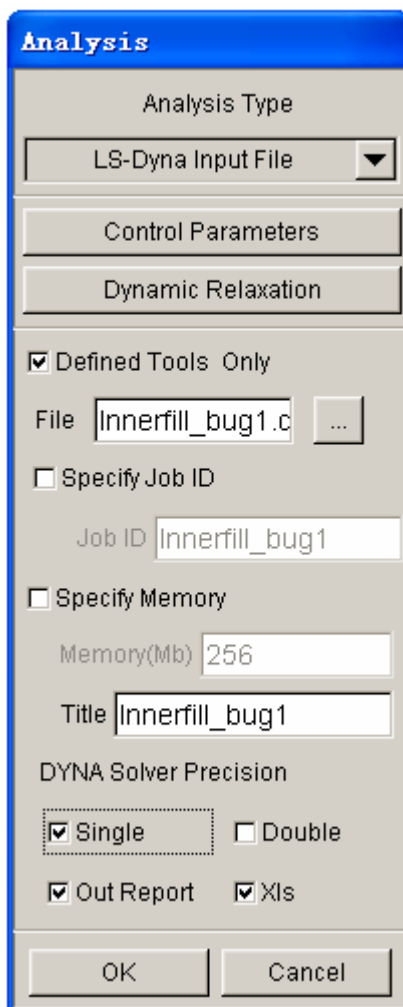 Analysis
Analysis Type
LS-Dyna Input File
Control Parameters
Dynamic Relaxation
Defined Tools Only
File Innerfill_bug1.c ...
Specify Job ID
Job ID Innerfill_bug1
Specify Memory
Memory(Mb) 256
Title Innerfill_bug1
DYNA Solver Precision
Single Double
Out Report Xls
OK Cancel